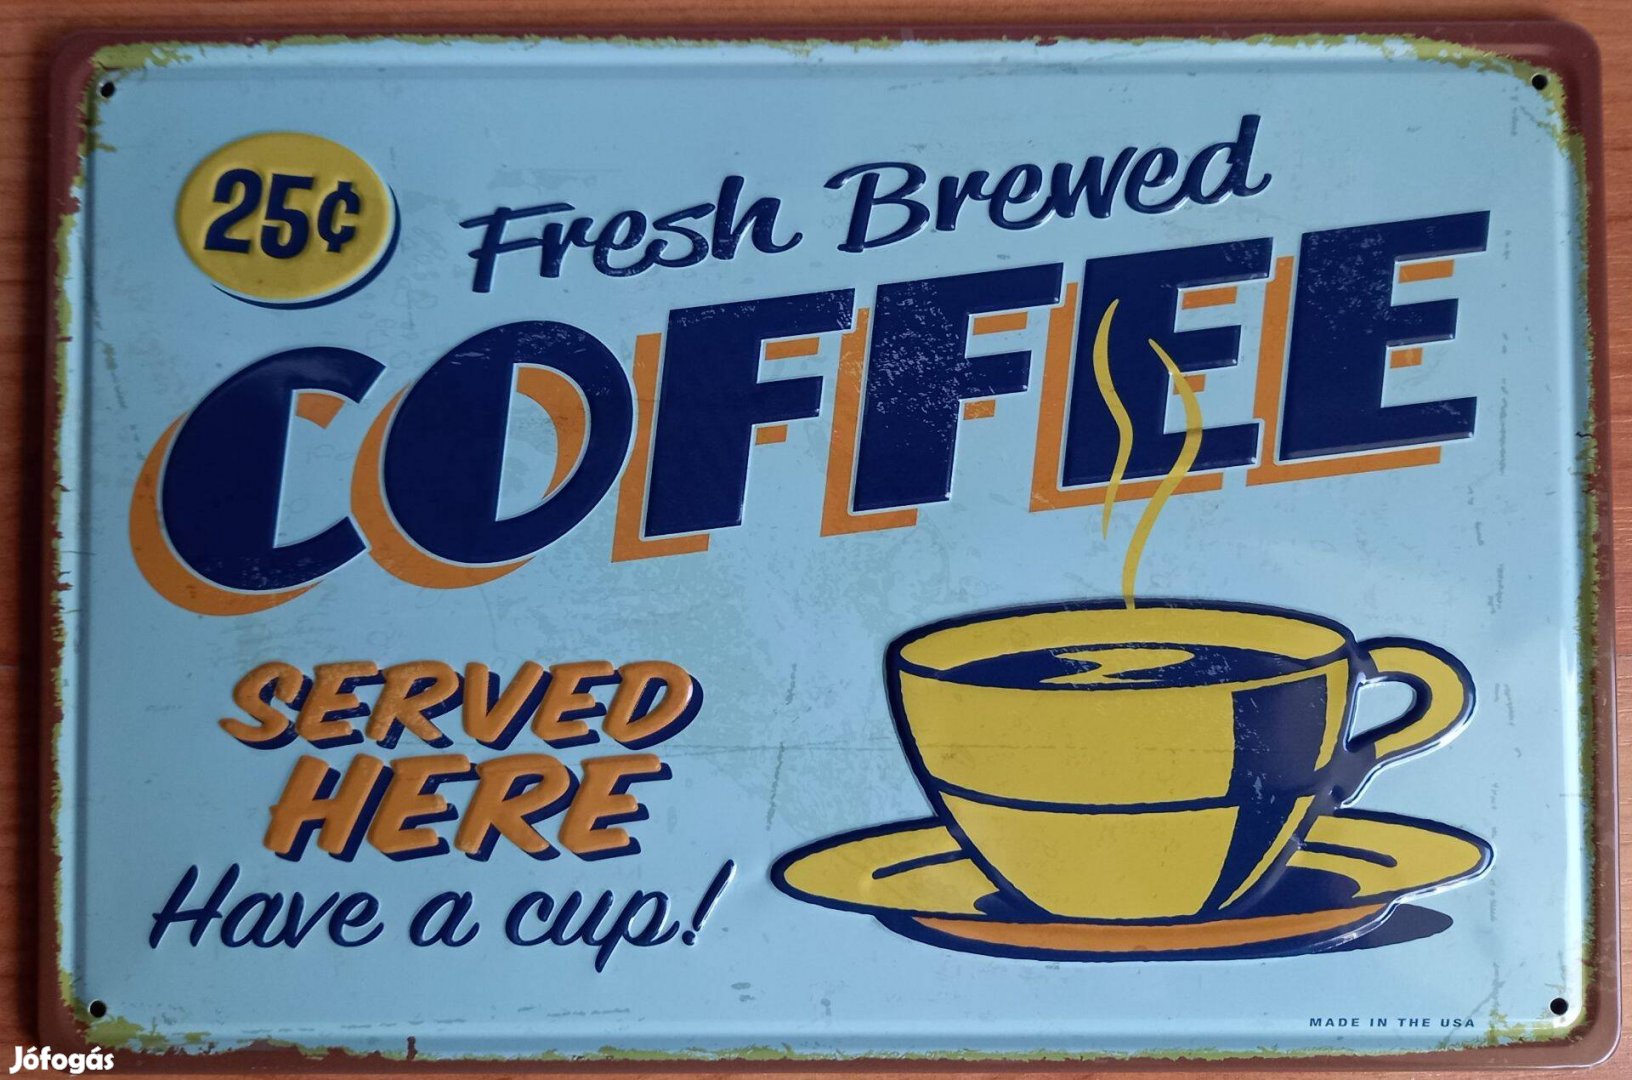 25¢
Fresh Brewed
COFFEE
SERVED
HERE
Have a cup!
MADE IN THE USA
Jófogás